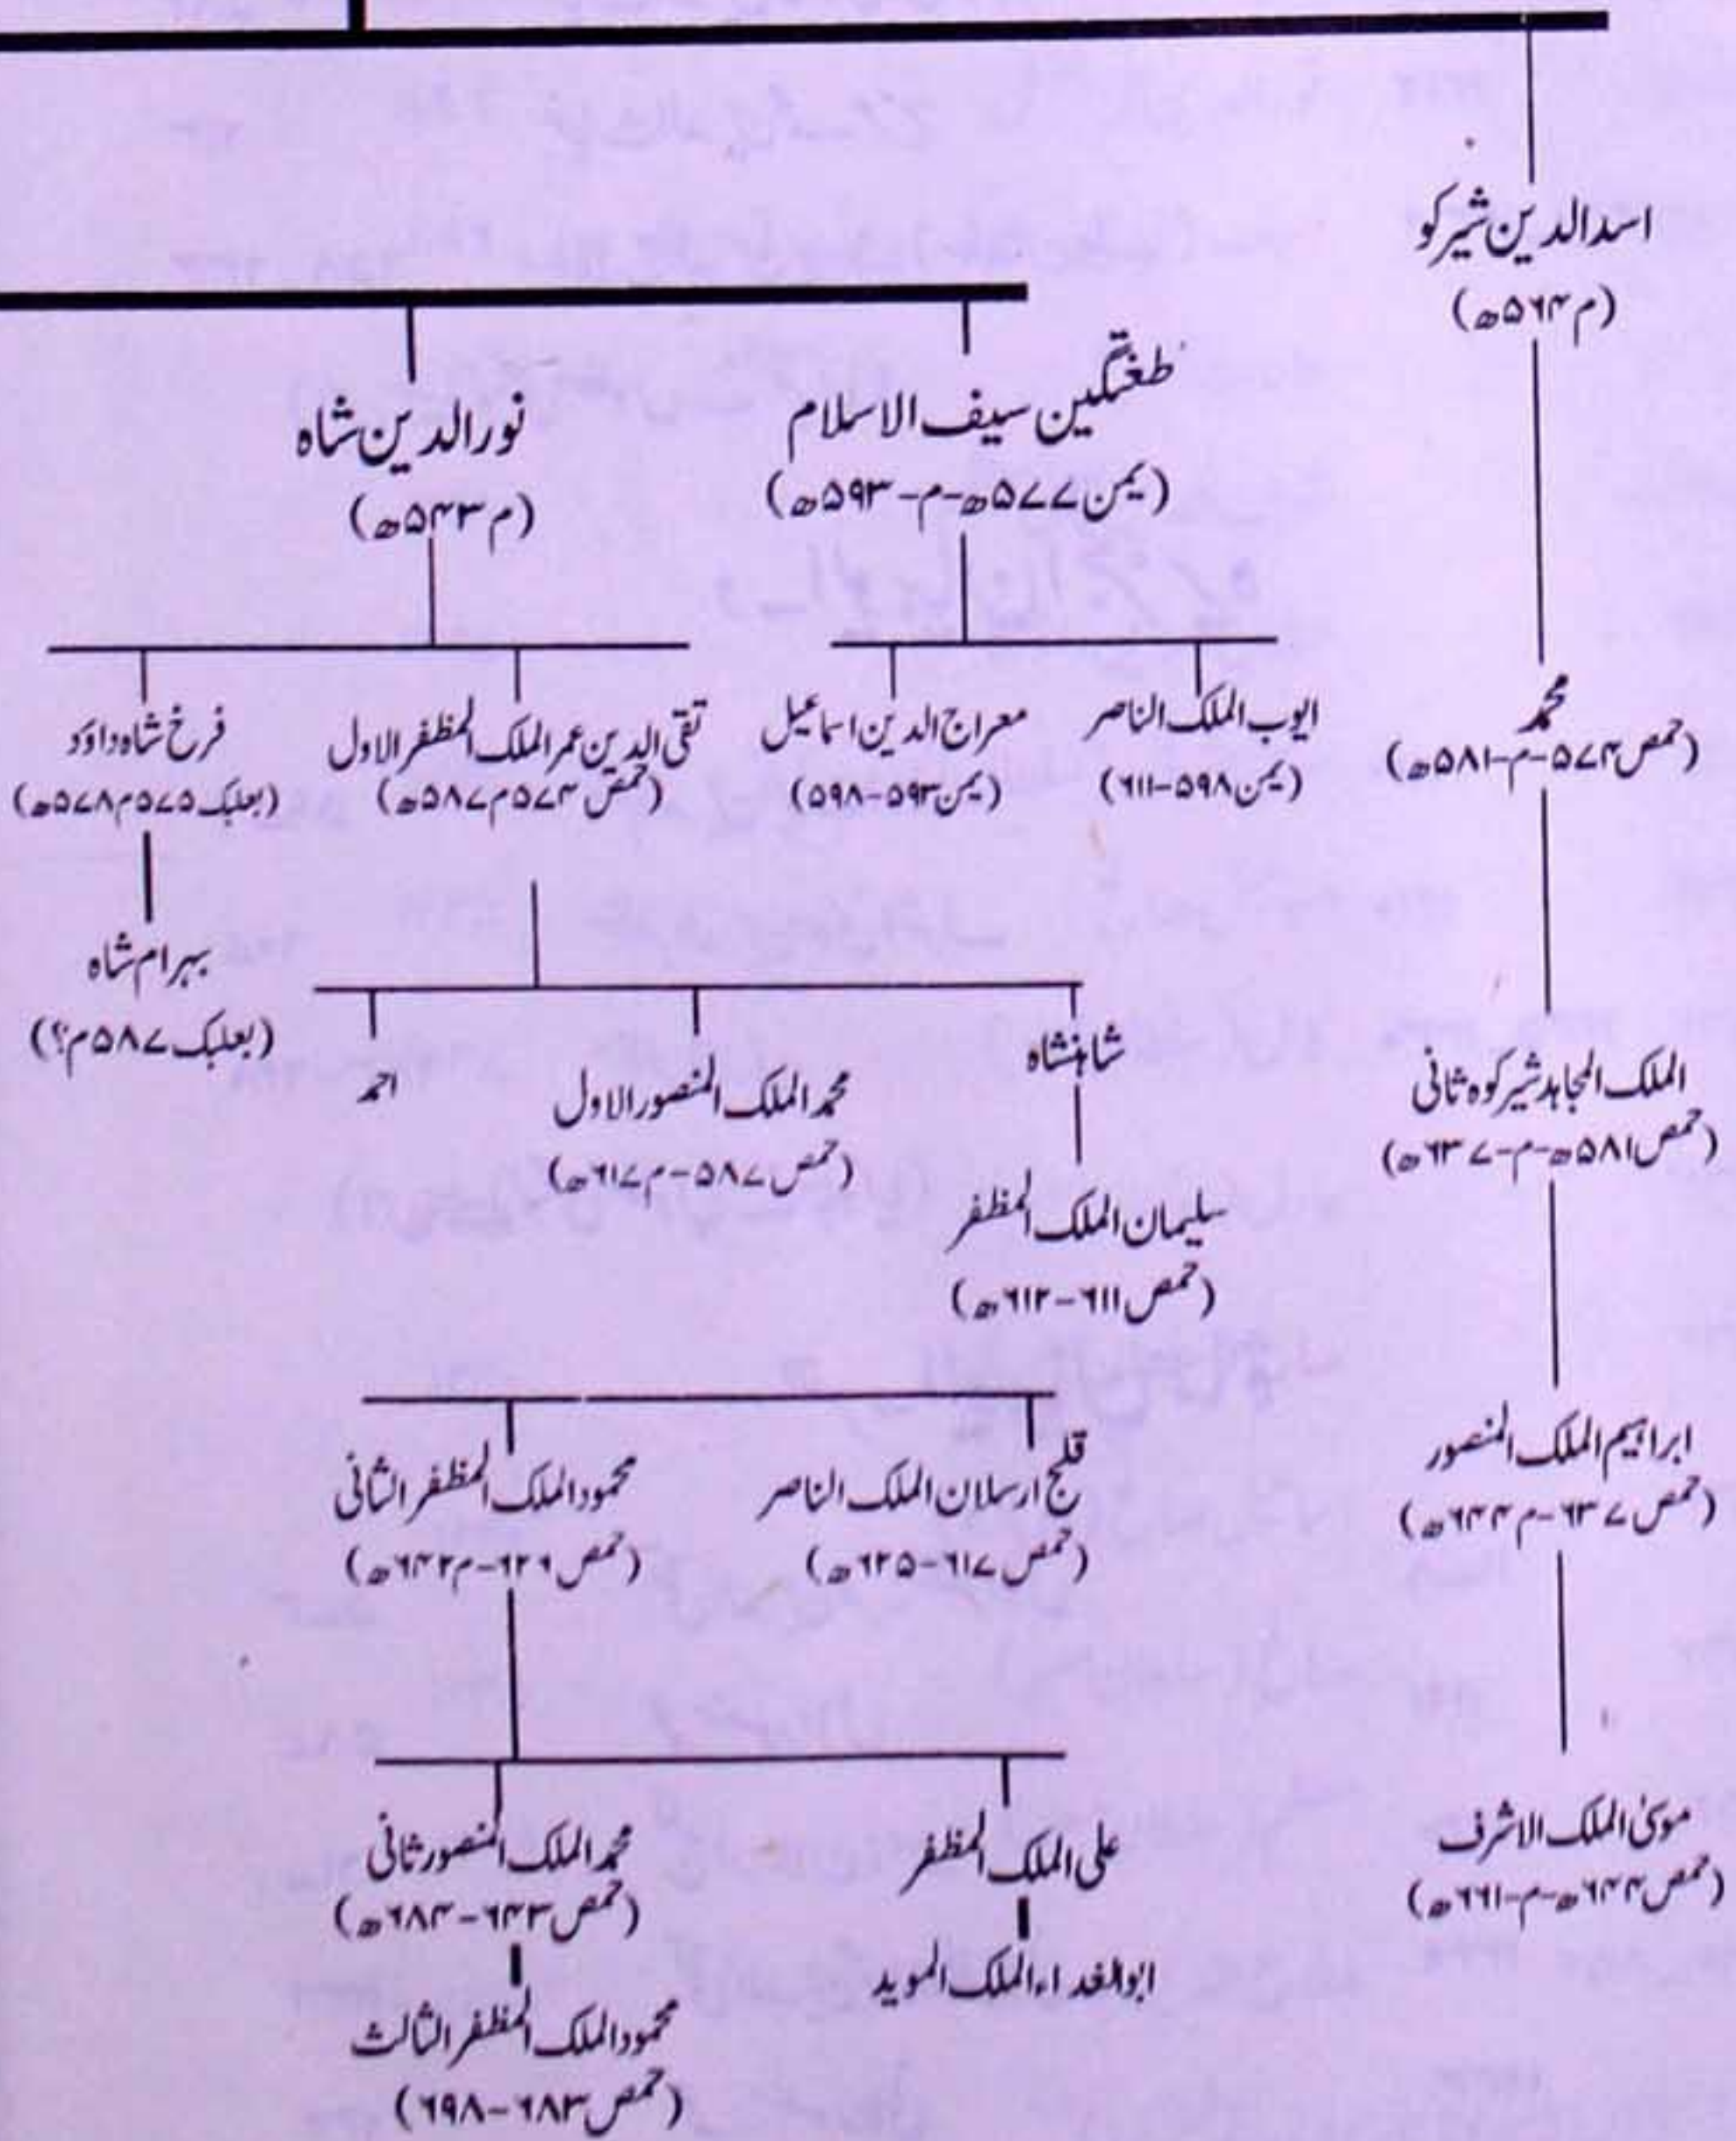 اسدالدین شیرکو
(م ۵۶۴ھ)
طغتکین سیف الاسلام
(یمن ۵۷۷ھ-م-۵۹۳ھ)
نورالدین شاہ
(م ۵۴۳ھ)
محمد
(حمص ۵۷۴-م-۵۸۱ھ)
ایوب الملک الناصر
(یمن ۵۹۸-۶۱۱)
معراج الدین اسماعیل
(یمن ۵۹۳-۵۹۸)
تقی الدین عمر الملک المظفر الاول
(حمص ۵۷۴م ۵۸۷ھ)
فرخ شاہ داؤد
(بعلبک ۵۷۵م ۵۷۸ھ)
بہرام شاہ
(بعلبک ۵۸۷م؟)
الملک المجاہد شیرکوہ ثانی
(حمص ۵۸۱ھ-م-۶۳۷ھ)
شاہنشاہ
محمد الملک المنصور الاول
(حمص ۵۸۷-م ۶۱۷ھ)
احمد
سلیمان الملک المظفر
(حمص ۶۱۱-۶۱۲ھ)
ابراہیم الملک المنصور
(حمص ۶۳۷-م ۶۴۴ھ)
قلج ارسلان الملک الناصر
(حمص ۶۱۷-۶۲۵ھ)
محمود الملک المظفر الثانی
(حمص ۶۲۶-م ۶۴۲ھ)
موسیٰ الملک الاشرف
(حمص ۶۴۴ھ-م-۶۶۱ھ)
علی الملک المظفر
محمد الملک المنصور ثانی
(حمص ۶۴۳-۶۸۴ھ)
ابوالفداء الملک الموید
محمود الملک المظفر الثالث
(حمص ۶۸۳-۶۹۸)